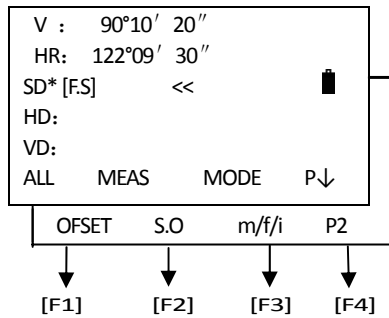 V : 90°10′ 20″
HR： 122°09′ 30″
SD* [F.S] <<
HD：
VD：
ALL MEAS MODE P↓
OFSET S.O m/f/i P2
[F1] [F2] [F3] [F4]